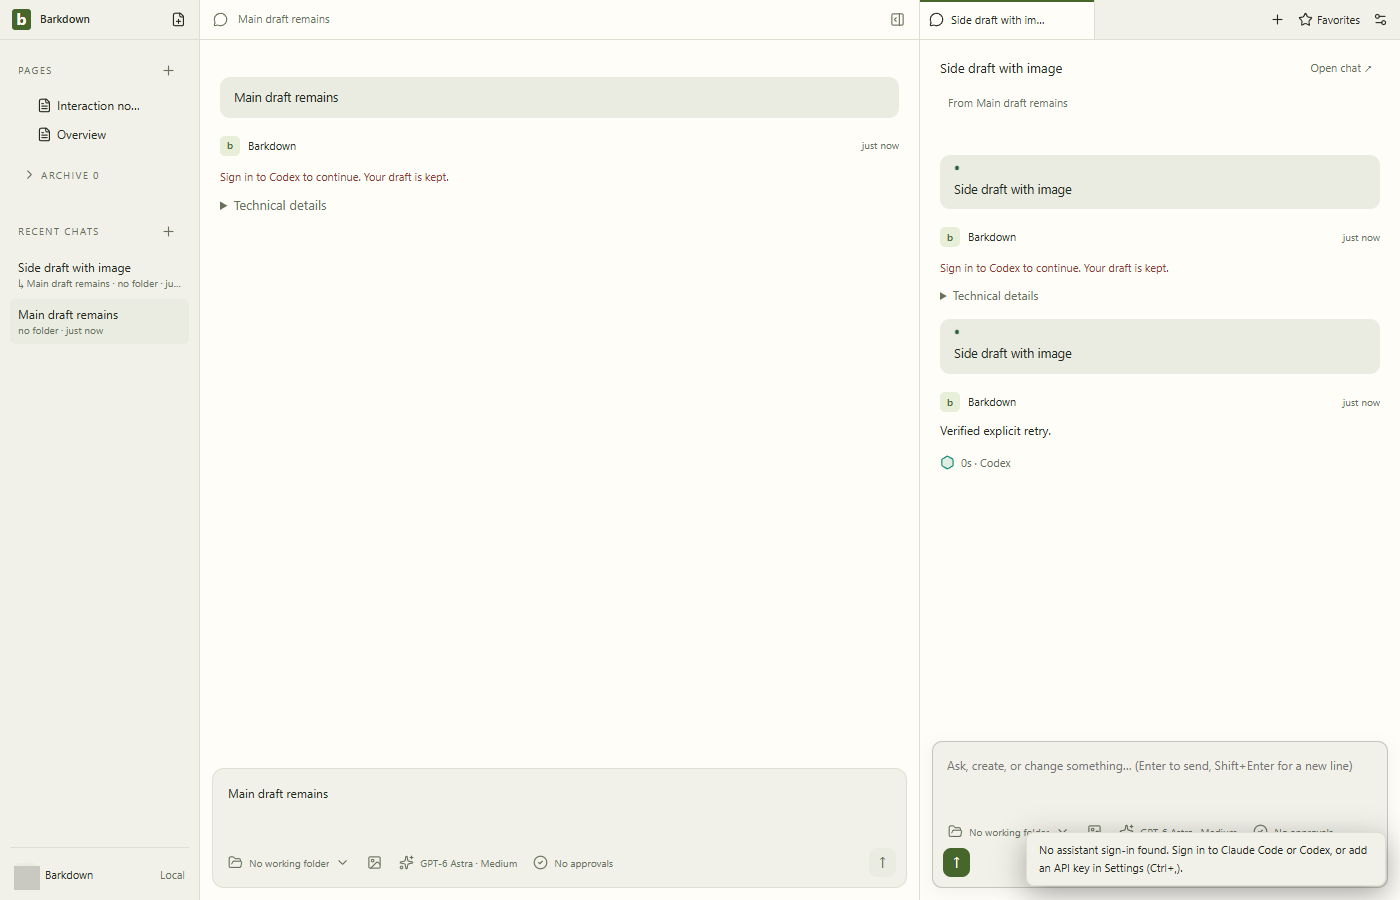 b Barkdown
PAGES
Interaction no...
Overview
ARCHIVE 0
RECENT CHATS
Side draft with image
↳ Main draft remains · no folder · ju...
Main draft remains
no folder · just now
Barkdown Local
Main draft remains
Main draft remains
b Barkdown just now
Sign in to Codex to continue. Your draft is kept.
Technical details
Main draft remains
No working folder GPT-6 Astra · Medium No approvals
Side draft with im... Favorites
Side draft with image Open chat ↗
From Main draft remains
Side draft with image
b Barkdown just now
Sign in to Codex to continue. Your draft is kept.
Technical details
Side draft with image
b Barkdown just now
Verified explicit retry.
0s · Codex
Ask, create, or change something... (Enter to send, Shift+Enter for a new line)
No working folder GPT-6 Astra · Medium No approvals
No assistant sign-in found. Sign in to Claude Code or Codex, or add
an API key in Settings (Ctrl+,).